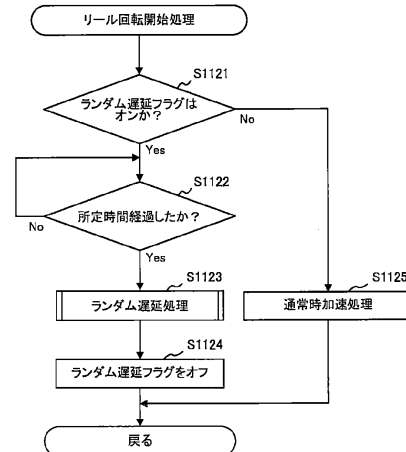 リール回転開始処理
S1121
ランダム遅延フラグは
オンか？
No
Yes
S1122
所定時間経過したか？
No
Yes
S1123
ランダム遅延処理
S1125
通常時加速処理
S1124
ランダム遅延フラグをオフ
戻る